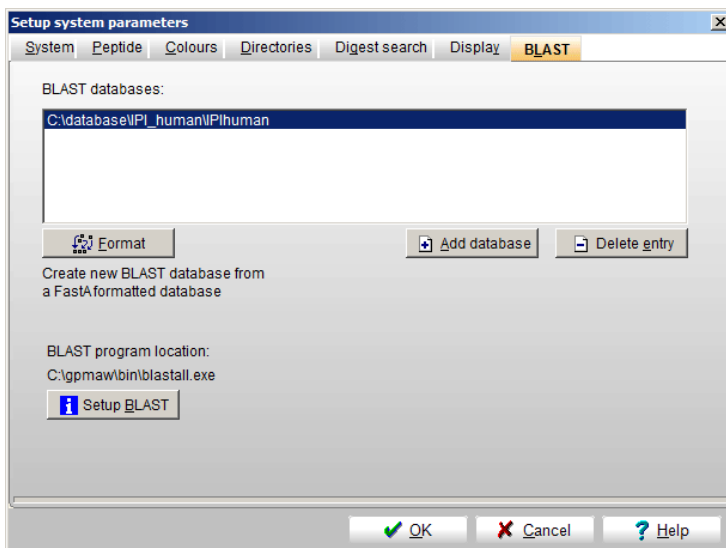 Setup system parameters
System Peptide Colours Directories Digest search Display BLAST
BLAST databases:
C:\database\IPI_human\IPIhuman
Format Add database Delete entry
Create new BLAST database from
a FastAformatted database
BLAST program location:
C:\gpmaw\bin\blastall.exe
Setup BLAST
OK Cancel Help